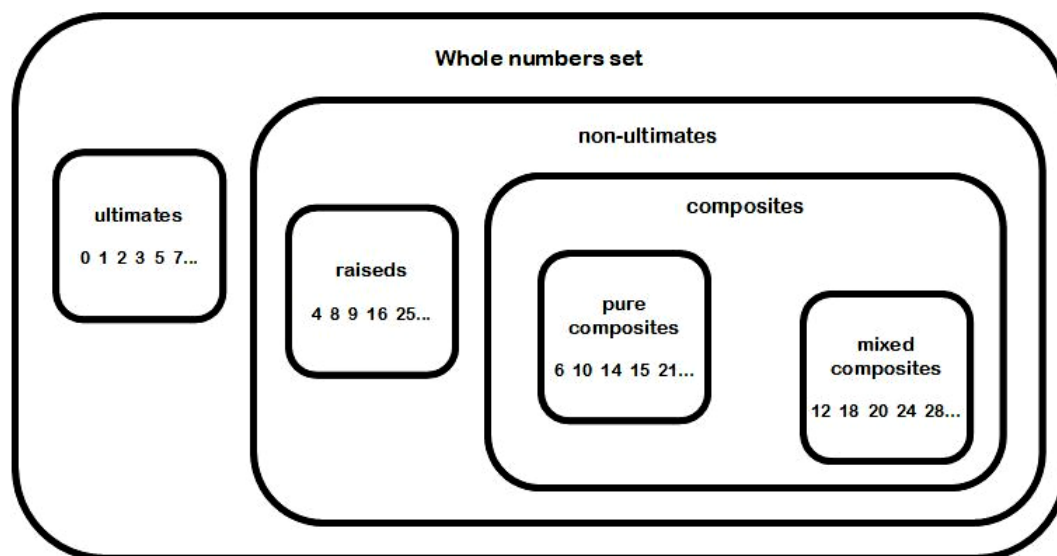 Whole numbers set
non-ultimates
ultimates
0 1 2 3 5 7...
raiseds
4 8 9 16 25...
composites
pure
composites
6 10 14 15 21...
mixed
composites
12 18 20 24 28...